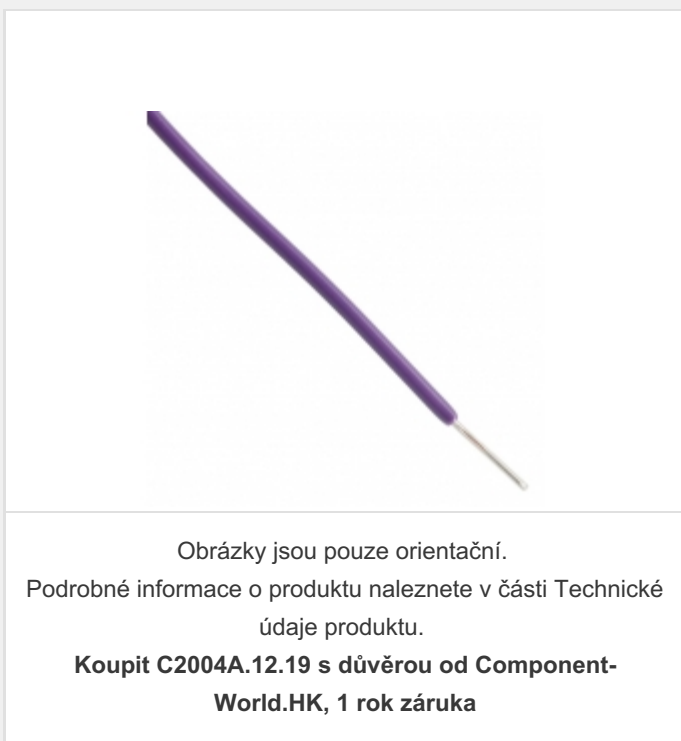 Obrázky jsou pouze orientační.
Podrobné informace o produktu naleznete v části Technické
údaje produktu.
Koupit C2004A.12.19 s důvěrou od Component-
World.HK, 1 rok záruka